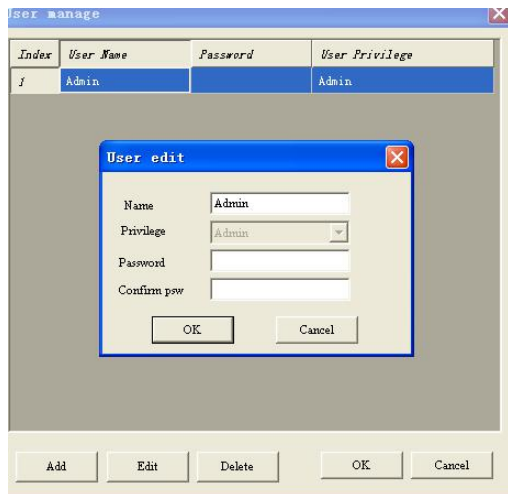 User manage
Index User Name Password User Privilege
1 Admin Admin
User edit
Name Admin
Privilege Admin
Password
Confirm psw
OK Cancel
Add Edit Delete OK Cancel